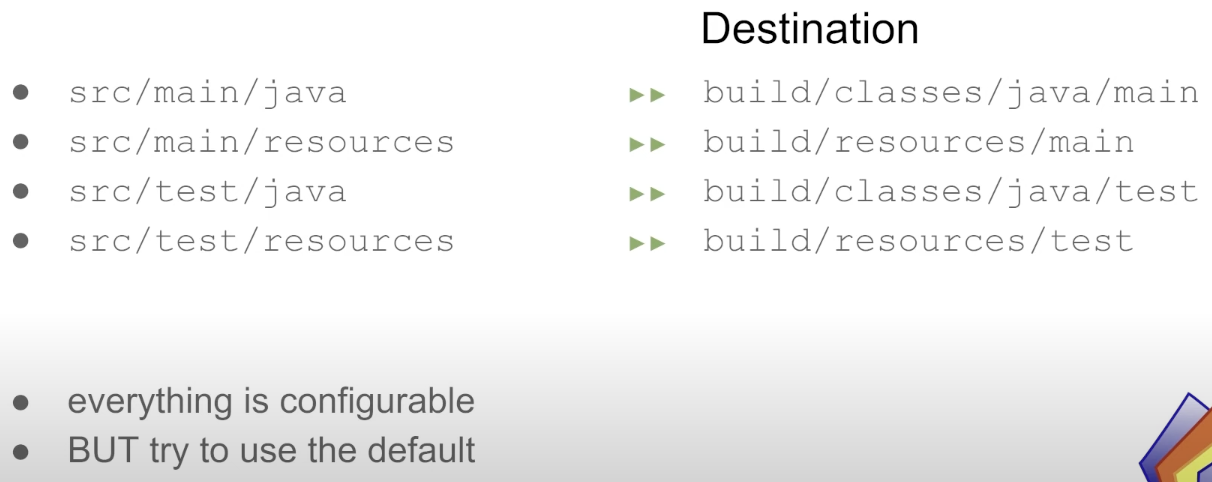 Destination
● src/main/java ▸▸ build/classes/java/main
● src/main/resources ▸▸ build/resources/main
● src/test/java ▸▸ build/classes/java/test
● src/test/resources ▸▸ build/resources/test
● everything is configurable
● BUT try to use the default